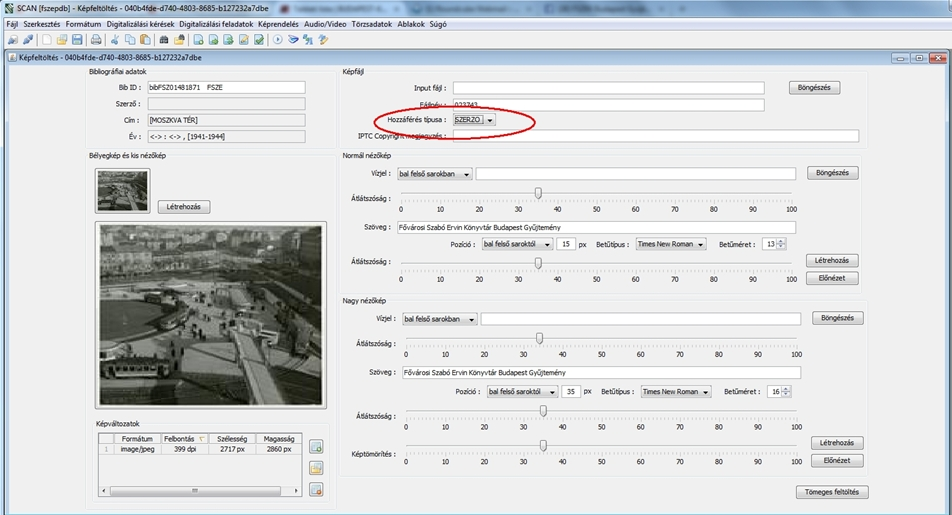 SCAN [fszepdb] - Képfeltöltés - 040b4fde-d740-4803-8685-b127232a7dbe
Fájl Szerkesztés Formátum Digitalizálási kérések Digitalizálási feladatok Képrendelés Audio/Video Törzsadatok Ablakok Súgó
Képfeltöltés - 040b4fde-d740-4803-8685-b127232a7dbe
Bibliográfiai adatok
Bib ID : bibFSZ01481871 FSZE
Szerző :
Cím : [MOSZKVA TÉR]
Év : <-> : <-> , [1941-1944]
Bélyegkép és kis nézőkép
Létrehozás
Képváltozatok
Formátum Felbontás Szélesség Magasság
1 image/jpeg 399 dpi 2717 px 2860 px
Képfájl
Input fájl : Böngészés
Fájlnév : 023743
Hozzáférés típusa : SZERZO
IPTC Copyright megjegyzés :
Normál nézőkép
Vízjel : bal felső sarokban Böngészés
Átlátszóság :
0 10 20 30 40 50 60 70 80 90 100
Szöveg : Fővárosi Szabó Ervin Könyvtár Budapest Gyűjtemény
Pozíció : bal felső saroktól 15 px Betűtípus : Times New Roman Betűméret : 13
Átlátszóság : Létrehozás
0 10 20 30 40 50 60 70 80 90 100
Előnézet
Nagy nézőkép
Vízjel : bal felső sarokban Böngészés
Átlátszóság :
0 10 20 30 40 50 60 70 80 90 100
Szöveg : Fővárosi Szabó Ervin Könyvtár Budapest Gyűjtemény
Pozíció : bal felső saroktól 35 px Betűtípus : Times New Roman Betűméret : 16
Átlátszóság :
0 10 20 30 40 50 60 70 80 90 100
Képtömörítés : Létrehozás
0 10 20 30 40 50 60 70 80 90 100
Előnézet
Tömeges feltöltés